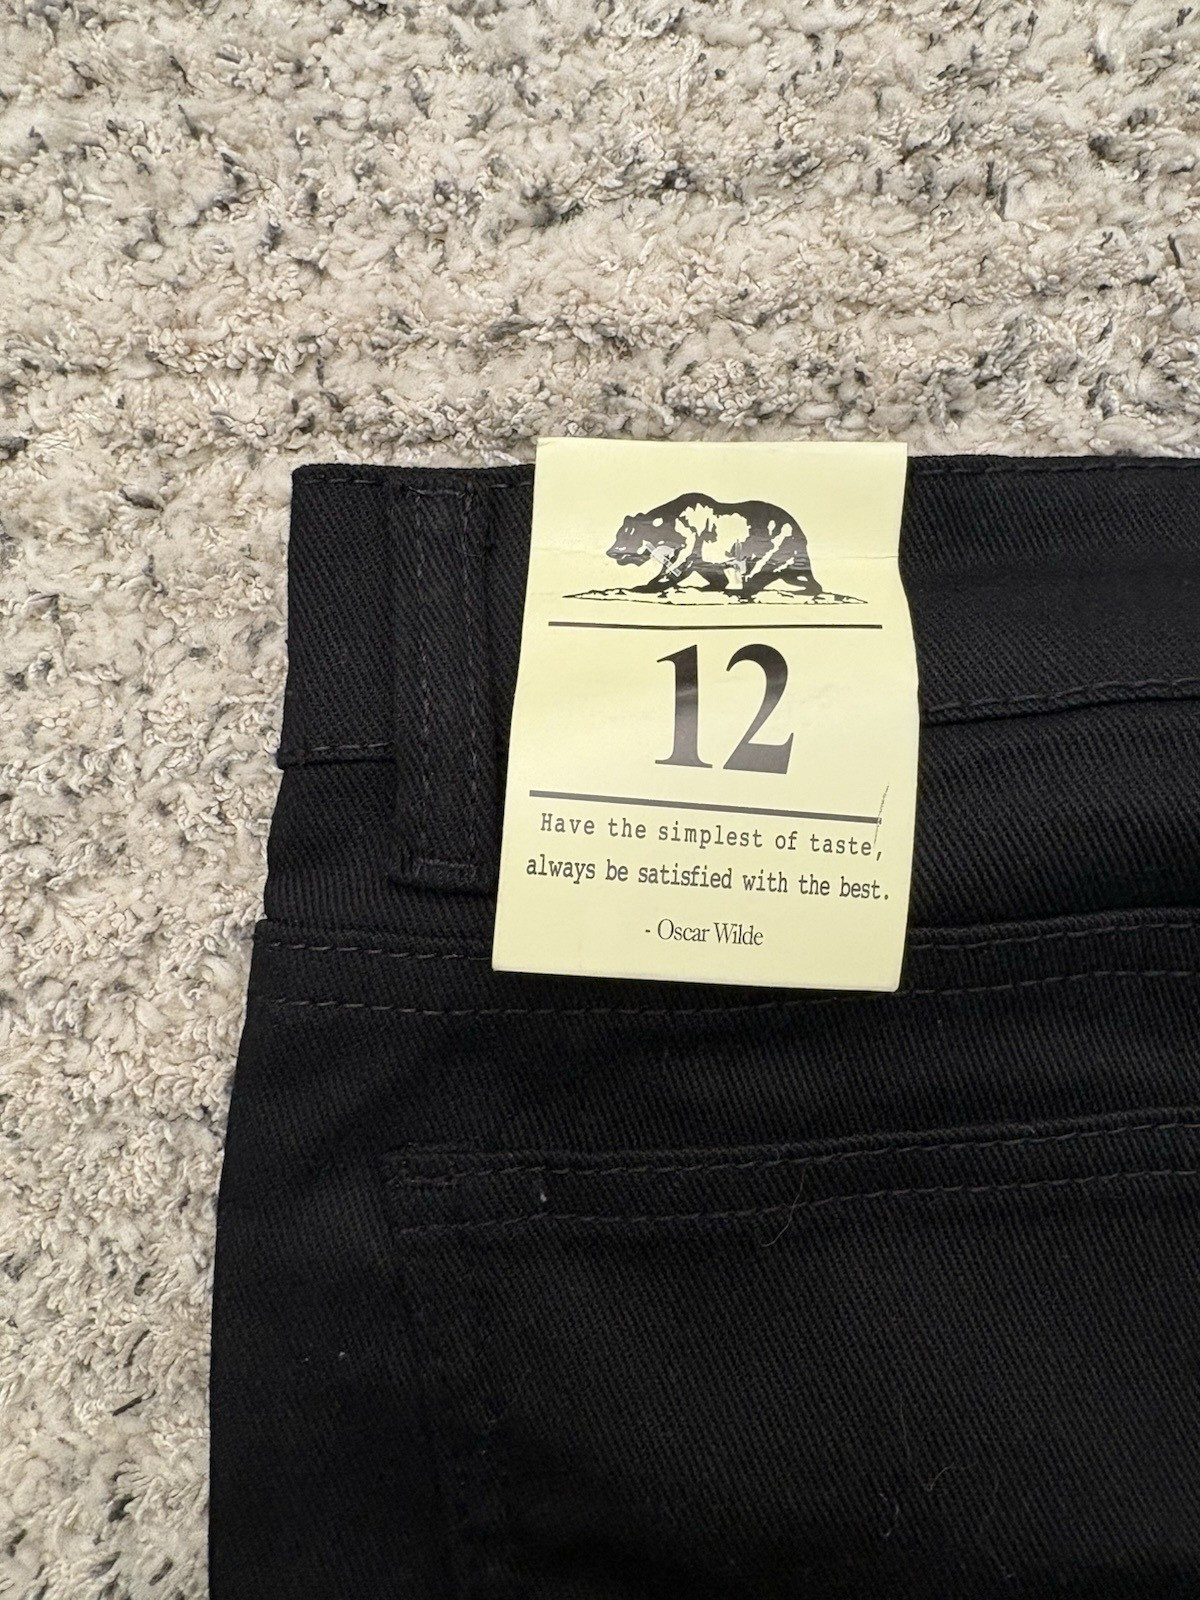 12
Have the simplest of taste,
always be satisfied with the best.
- Oscar Wilde